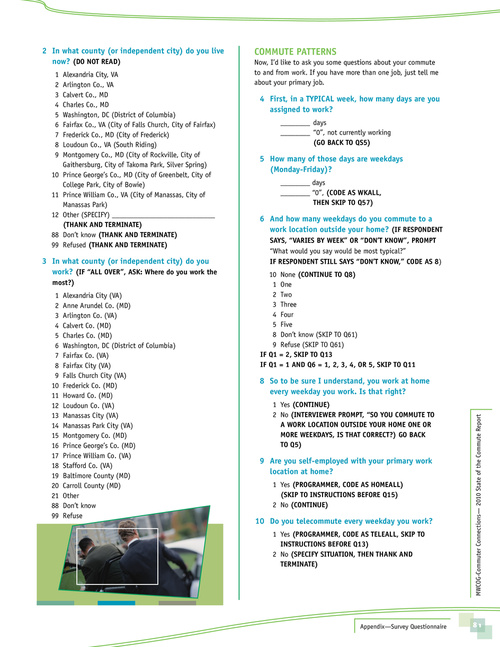 2 In what county (or independent city) do you live
now? (DO NOT READ)
1 Alexandria City, VA
2 Arlington Co., VA
3 Calvert Co., MD
4 Charles Co., MD
5 Washington, DC (District of Columbia)
6 Fairfax Co., VA (City of Falls Church, City of Fairfax)
7 Frederick Co., MD (City of Frederick)
8 Loudoun Co., VA (South Riding)
9 Montgomery Co., MD (City of Rockville, City of
Gaithersburg, City of Takoma Park, Silver Spring)
10 Prince George's Co., MD (City of Greenbelt, City of
College Park, City of Bowie)
11 Prince William Co., VA (City of Manassas, City of
Manassas Park)
12 Other (SPECIFY) ______________________________
(THANK AND TERMINATE)
88 Don't know (THANK AND TERMINATE)
99 Refused (THANK AND TERMINATE)
3 In what county (or independent city) do you
work? (IF "ALL OVER", ASK: Where do you work the
most?)
1 Alexandria City (VA)
2 Anne Arundel Co. (MD)
3 Arlington Co. (VA)
4 Calvert Co. (MD)
5 Charles Co. (MD)
6 Washington, DC (District of Columbia)
7 Fairfax Co. (VA)
8 Fairfax City (VA)
9 Falls Church City (VA)
10 Frederick Co. (MD)
11 Howard Co. (MD)
12 Loudoun Co. (VA)
13 Manassas City (VA)
14 Manassas Park City (VA)
15 Montgomery Co. (MD)
16 Prince George's Co. (MD)
17 Prince William Co. (VA)
18 Stafford Co. (VA)
19 Baltimore County (MD)
20 Carroll County (MD)
21 Other
88 Don't know
99 Refuse
COMMUTE PATTERNS
Now, I'd like to ask you some questions about your commute
to and from work. If you have more than one job, just tell me
about your primary job.
4 First, in a TYPICAL week, how many days are you
assigned to work?
________ days
________ "0", not currently working
(GO BACK TO QS5)
5 How many of those days are weekdays
(Monday-Friday)?
________ days
________ "0", (CODE AS WKALL,
THEN SKIP TO Q57)
6 And how many weekdays do you commute to a
work location outside your home? (IF RESPONDENT
SAYS, "VARIES BY WEEK" OR "DON'T KNOW", PROMPT
"What would you say would be most typical?"
IF RESPONDENT STILL SAYS "DON'T KNOW," CODE AS 8)
10 None (CONTINUE TO Q8)
1 One
2 Two
3 Three
4 Four
5 Five
8 Don't know (SKIP TO Q61)
9 Refuse (SKIP TO Q61)
IF Q1 = 2, SKIP TO Q13
IF Q1 = 1 AND Q6 = 1, 2, 3, 4, OR 5, SKIP TO Q11
8 So to be sure I understand, you work at home
every weekday you work. Is that right?
1 Yes (CONTINUE)
2 No (INTERVIEWER PROMPT, "SO YOU COMMUTE TO
A WORK LOCATION OUTSIDE YOUR HOME ONE OR
MORE WEEKDAYS, IS THAT CORRECT?) GO BACK
TO Q5)
9 Are you self-employed with your primary work
location at home?
1 Yes (PROGRAMMER, CODE AS HOMEALL)
(SKIP TO INSTRUCTIONS BEFORE Q15)
2 No (CONTINUE)
10 Do you telecommute every weekday you work?
1 Yes (PROGRAMMER, CODE AS TELEALL, SKIP TO
INSTRUCTIONS BEFORE Q13)
2 No (SPECIFY SITUATION, THEN THANK AND
TERMINATE)
MWCOG-Commuter Connections— 2010 State of the Commute Report
Appendix—Survey Questionnaire